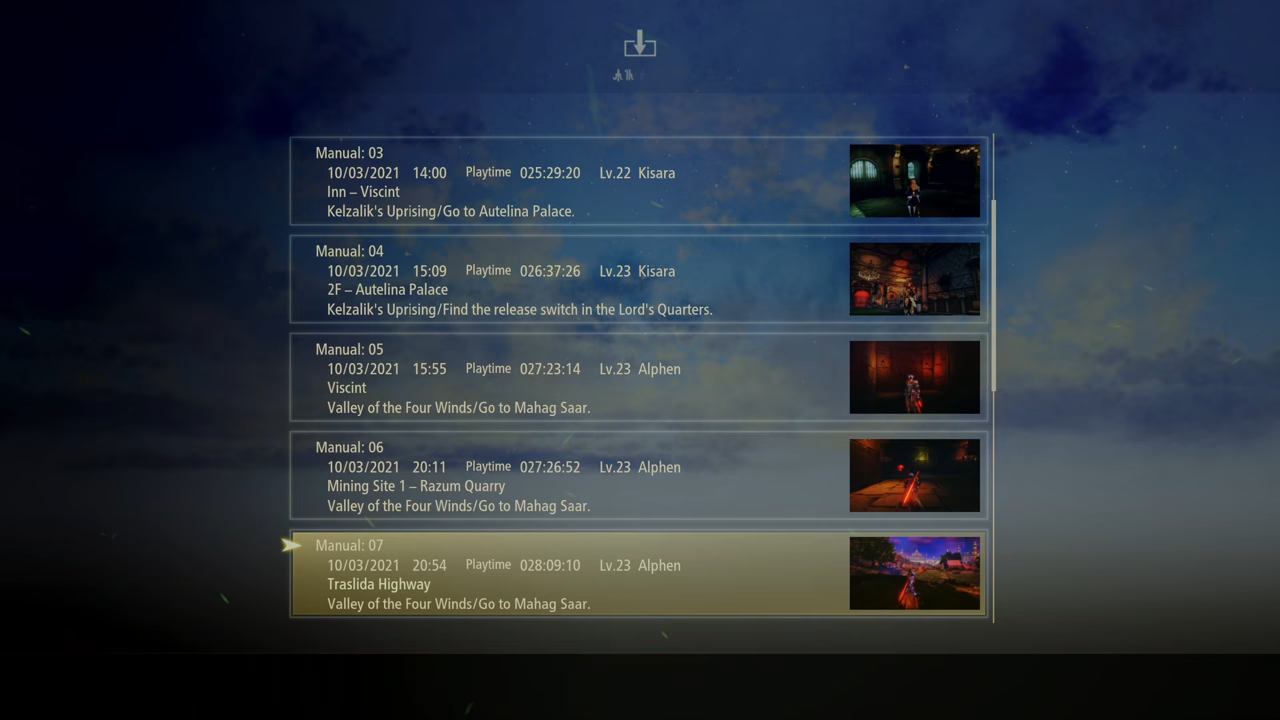 Manual: 03
10/03/2021 14:00 Playtime 025:29:20 Lv.22 Kisara
Inn – Viscint
Kelzalik's Uprising/Go to Autelina Palace.
Manual: 04
10/03/2021 15:09 Playtime 026:37:26 Lv.23 Kisara
2F – Autelina Palace
Kelzalik's Uprising/Find the release switch in the Lord's Quarters.
Manual: 05
10/03/2021 15:55 Playtime 027:23:14 Lv.23 Alphen
Viscint
Valley of the Four Winds/Go to Mahag Saar.
Manual: 06
10/03/2021 20:11 Playtime 027:26:52 Lv.23 Alphen
Mining Site 1 – Razum Quarry
Valley of the Four Winds/Go to Mahag Saar.
Manual: 07
10/03/2021 20:54 Playtime 028:09:10 Lv.23 Alphen
Traslida Highway
Valley of the Four Winds/Go to Mahag Saar.